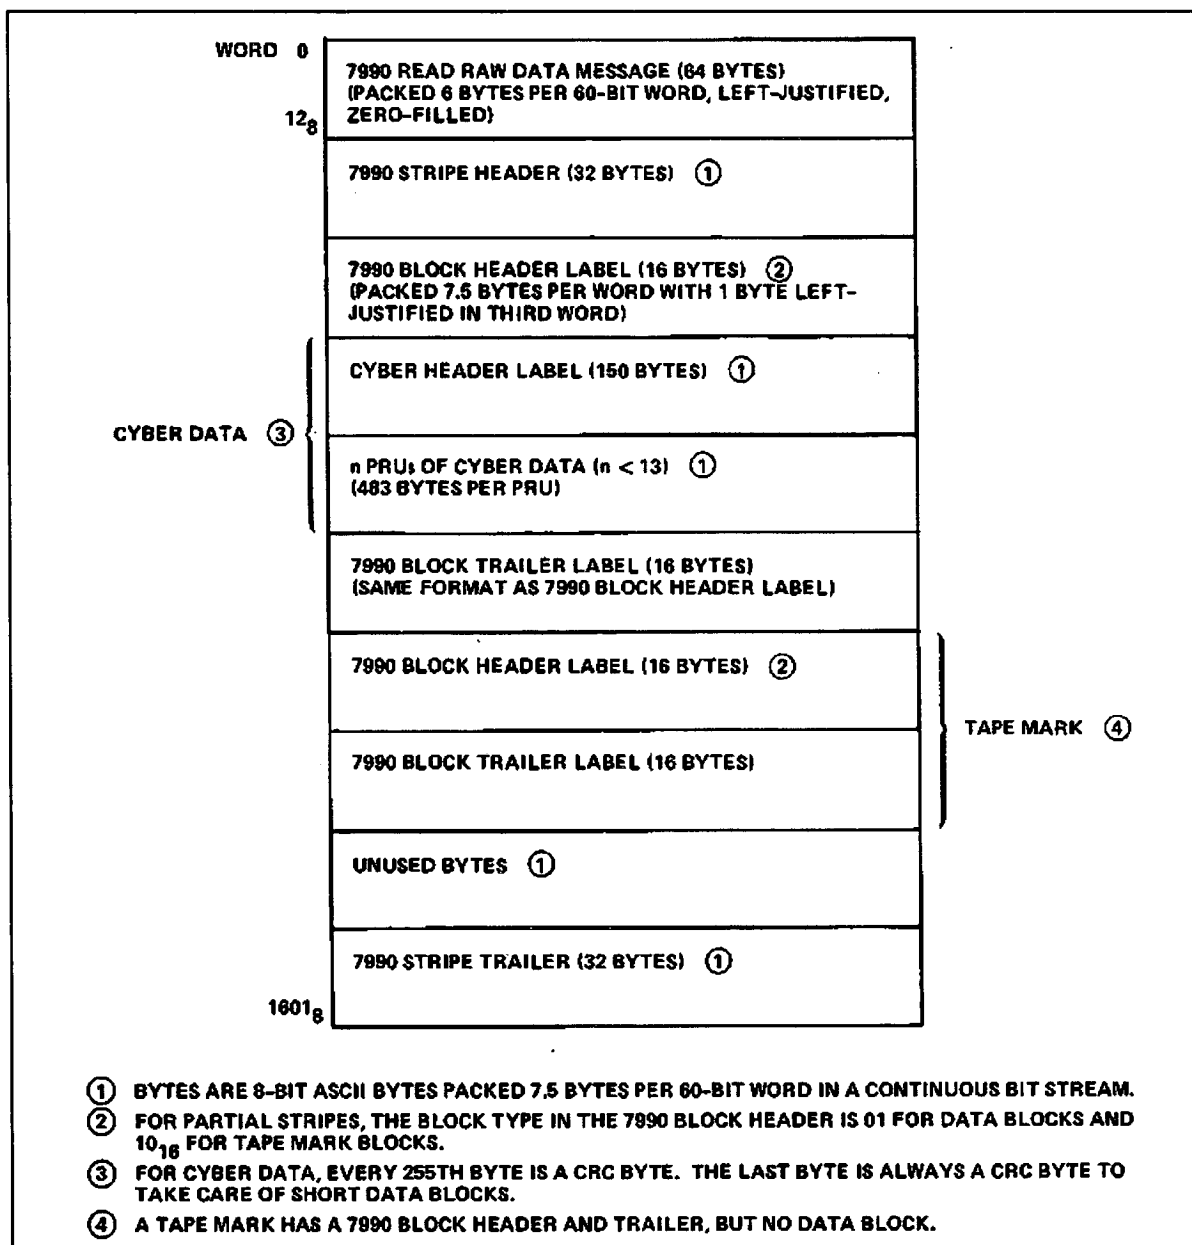 WORD 0
7990 READ RAW DATA MESSAGE (64 BYTES)
(PACKED 6 BYTES PER 60-BIT WORD, LEFT-JUSTIFIED,
ZERO-FILLED)
12₈
7990 STRIPE HEADER (32 BYTES) ①
7990 BLOCK HEADER LABEL (16 BYTES) ②
(PACKED 7.5 BYTES PER WORD WITH 1 BYTE LEFT-
JUSTIFIED IN THIRD WORD)
CYBER HEADER LABEL (150 BYTES) ①
CYBER DATA ③
n PRUs OF CYBER DATA (n < 13) ①
(483 BYTES PER PRU)
7990 BLOCK TRAILER LABEL (16 BYTES)
(SAME FORMAT AS 7990 BLOCK HEADER LABEL)
7990 BLOCK HEADER LABEL (16 BYTES) ②
TAPE MARK ④
7990 BLOCK TRAILER LABEL (16 BYTES)
UNUSED BYTES ①
7990 STRIPE TRAILER (32 BYTES) ①
1601₈
① BYTES ARE 8-BIT ASCII BYTES PACKED 7.5 BYTES PER 60-BIT WORD IN A CONTINUOUS BIT STREAM.
② FOR PARTIAL STRIPES, THE BLOCK TYPE IN THE 7990 BLOCK HEADER IS 01 FOR DATA BLOCKS AND
10₁₆ FOR TAPE MARK BLOCKS.
③ FOR CYBER DATA, EVERY 255TH BYTE IS A CRC BYTE. THE LAST BYTE IS ALWAYS A CRC BYTE TO
TAKE CARE OF SHORT DATA BLOCKS.
④ A TAPE MARK HAS A 7990 BLOCK HEADER AND TRAILER, BUT NO DATA BLOCK.